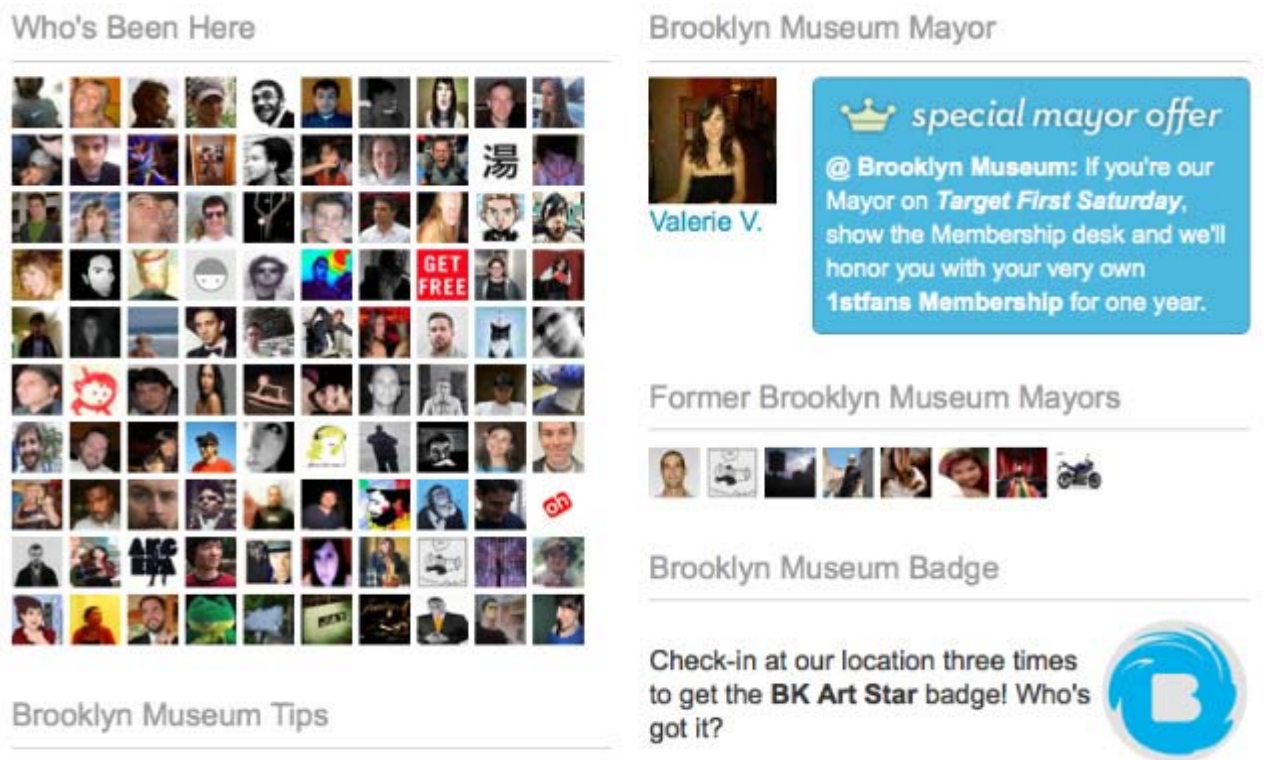 Who's Been Here
湯
GET
FREE
oh
Brooklyn Museum Tips
Brooklyn Museum Mayor
Valerie V.
special mayor offer
@ Brooklyn Museum: If you're our
Mayor on Target First Saturday,
show the Membership desk and we'll
honor you with your very own
1stfans Membership for one year.
Former Brooklyn Museum Mayors
Brooklyn Museum Badge
Check-in at our location three times
to get the BK Art Star badge! Who's
got it?
B